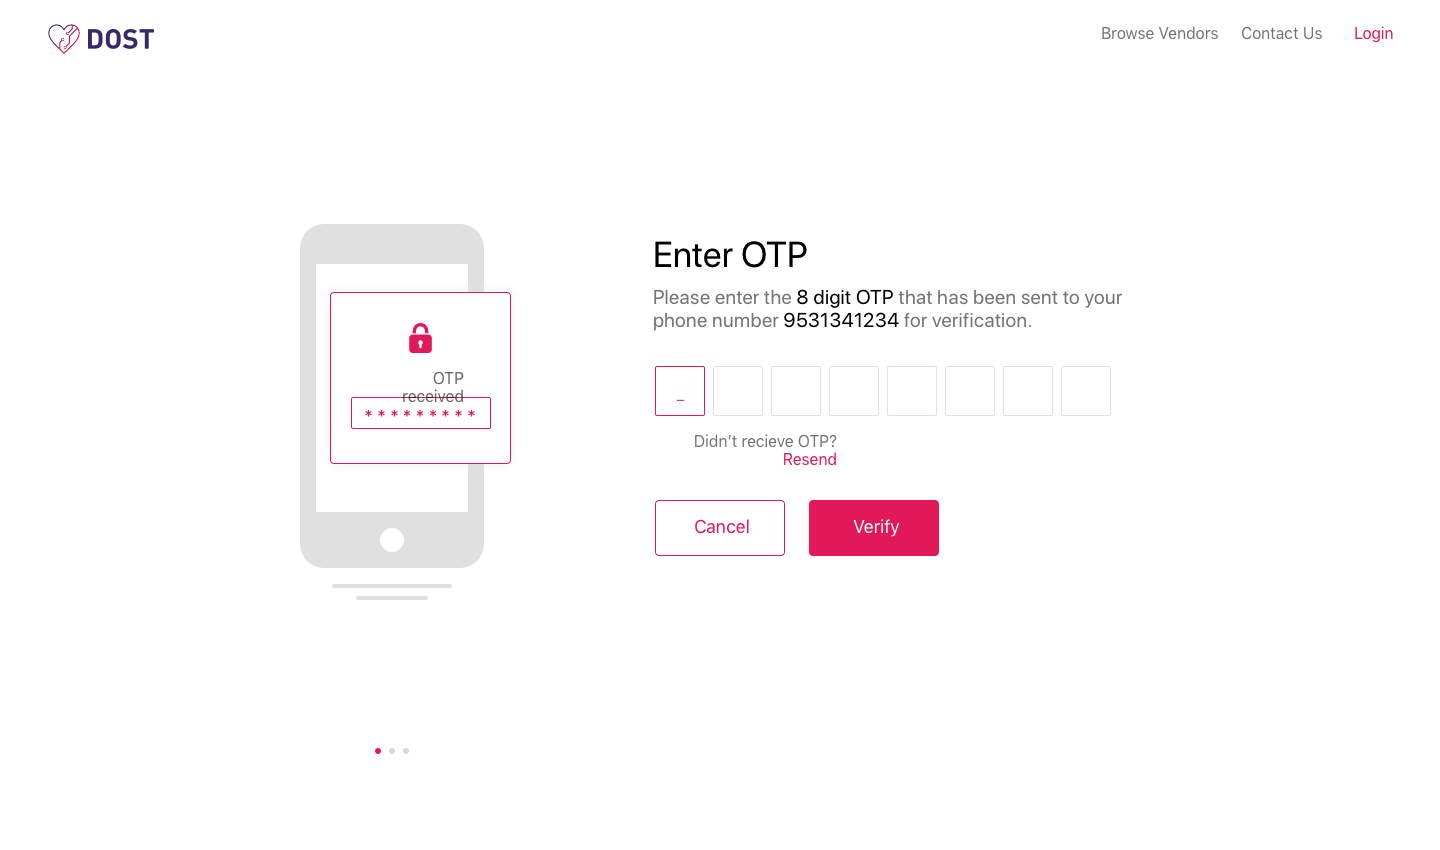 DOST
Browse Vendors
Contact Us
Login
Enter OTP
Please enter the 8 digit OTP that has been sent to your
phone number 9531341234 for verification.
OTP
received
* * * * * * * * *
_
Didn't recieve OTP?
Resend
Cancel
Verify